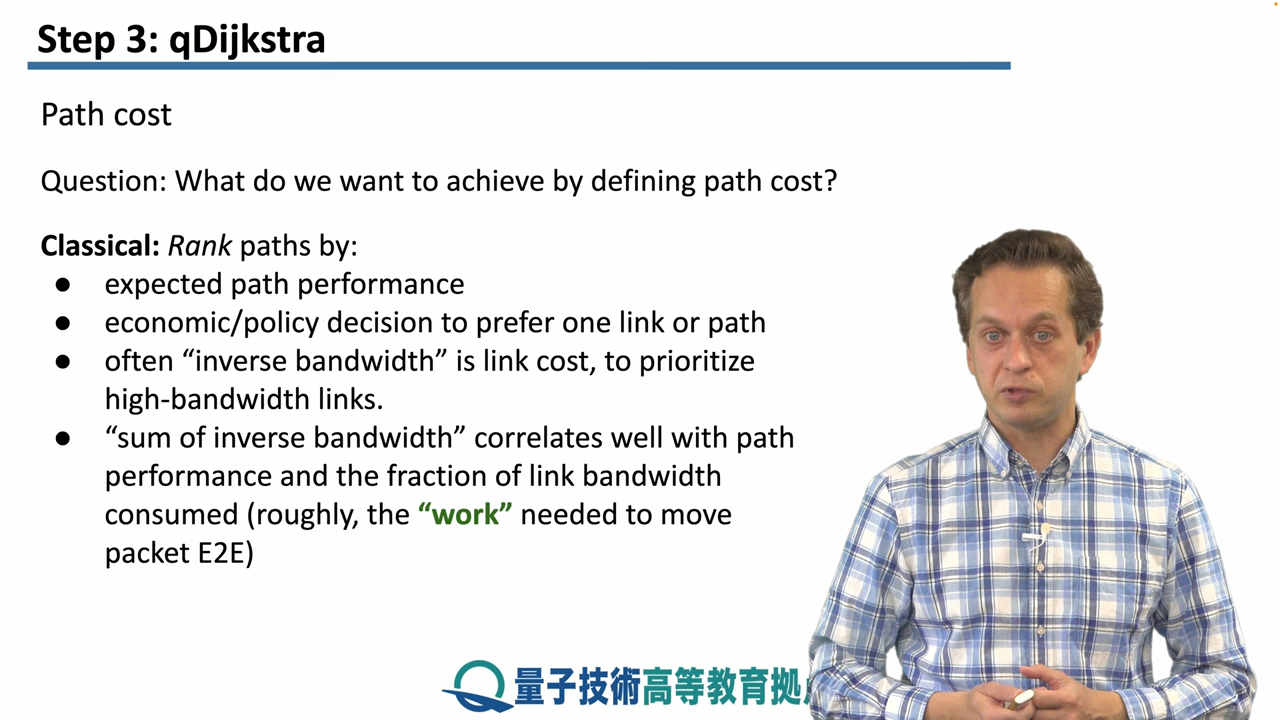 Step 3: qDijkstra
Path cost
Question: What do we want to achieve by defining path cost?
Classical: Rank paths by:
● expected path performance
● economic/policy decision to prefer one link or path
● often “inverse bandwidth” is link cost, to prioritize
high-bandwidth links.
● “sum of inverse bandwidth” correlates well with path
performance and the fraction of link bandwidth
consumed (roughly, the “work” needed to move
packet E2E)
量子技術高等教育拠